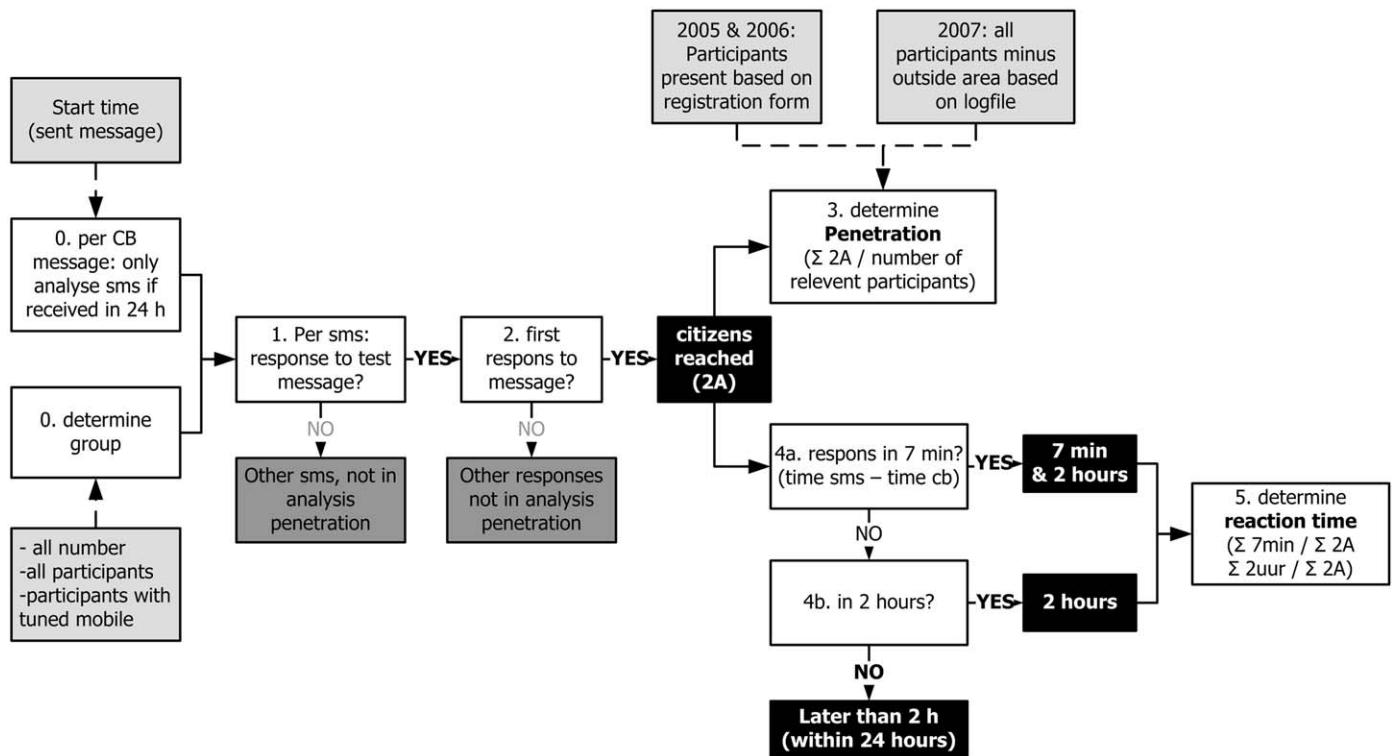 2005 & 2006:
Participants
present based on
registration form
2007: all
participants minus
outside area based
on logfile
Start time
(sent message)
0. per CB
message: only
analyse sms if
received in 24 h
3. determine
Penetration
(Σ 2A / number of
relevent participants)
1. Per sms:
response to test
message?
YES
2. first
respons to
message?
YES
citizens
reached
(2A)
0. determine
group
NO
NO
Other sms, not in
analysis
penetration
Other responses
not in analysis
penetration
4a. respons in 7 min?
(time sms – time cb)
YES
7 min
& 2 hours
5. determine
reaction time
(Σ 7min / Σ 2A
Σ 2uur / Σ 2A)
- all number
-all participants
-participants with
tuned mobile
NO
4b. in 2 hours?
YES
2 hours
NO
Later than 2 h
(within 24 hours)